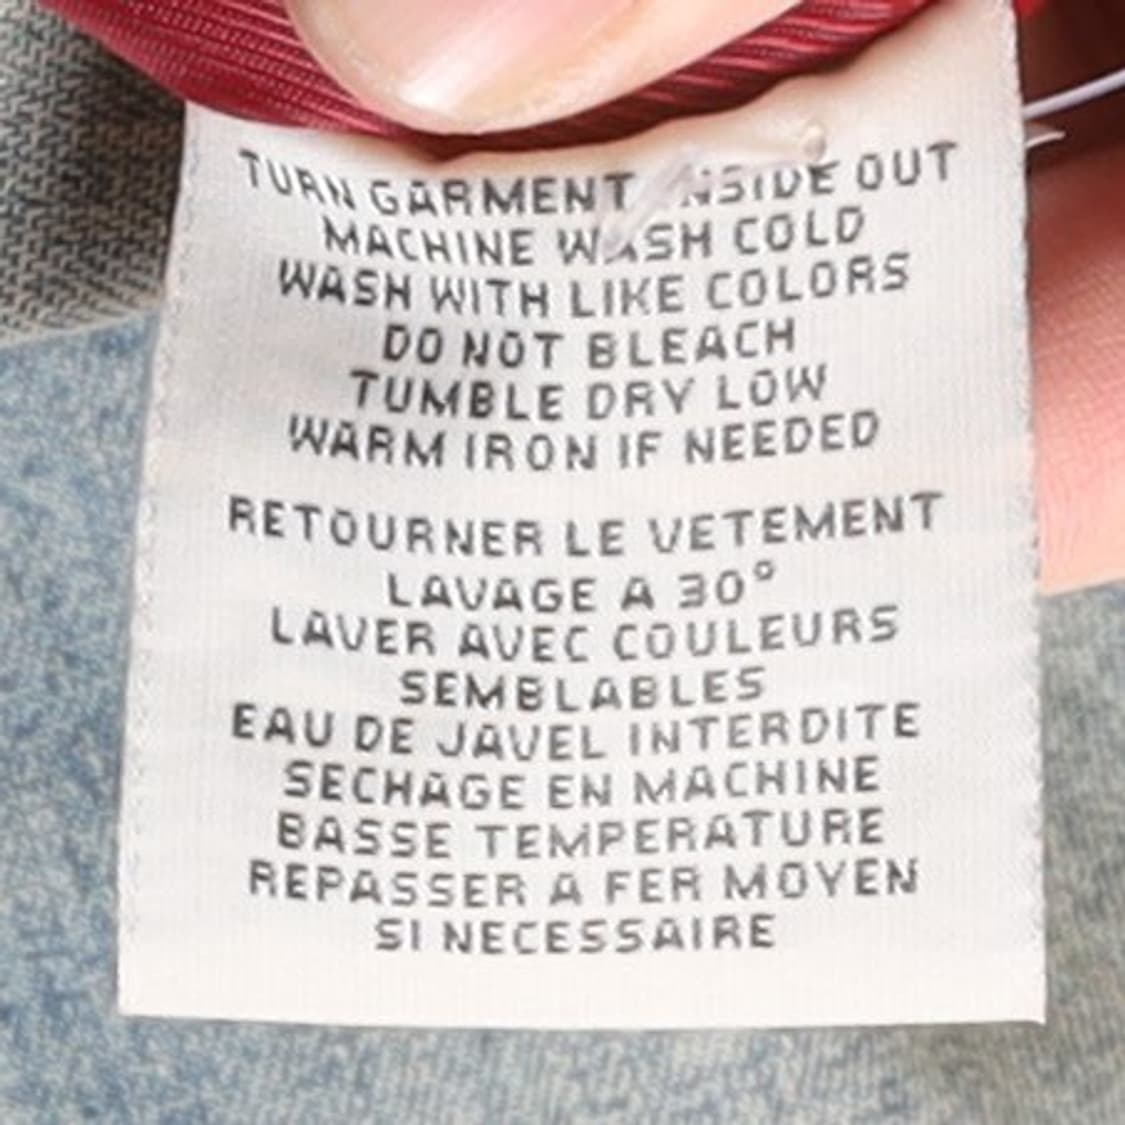 TURN GARMENT INSIDE OUT
MACHINE WASH COLD
WASH WITH LIKE COLORS
DO NOT BLEACH
TUMBLE DRY LOW
WARM IRON IF NEEDED
RETOURNER LE VETEMENT
LAVAGE A 30°
LAVER AVEC COULEURS
SEMBLABLES
EAU DE JAVEL INTERDITE
SECHAGE EN MACHINE
BASSE TEMPERATURE
REPASSER A FER MOYEN
SI NECESSAIRE